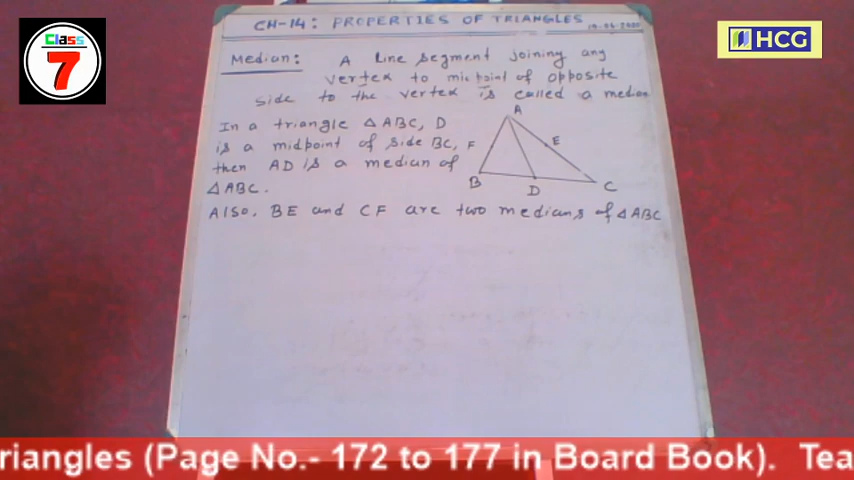 Class
7
HCG
CH-14: PROPERTIES OF TRIANGLES
Median: A Line segment joining any
vertex to midpoint of opposite
side to the vertex is called a median
In a triangle △ABC, D
is a midpoint of side BC,
then AD is a median of
△ABC.
A
F
E
B
D
C
Also, BE and CF are two medians of △ABC
riangles (Page No.- 172 to 177 in Board Book). Tea